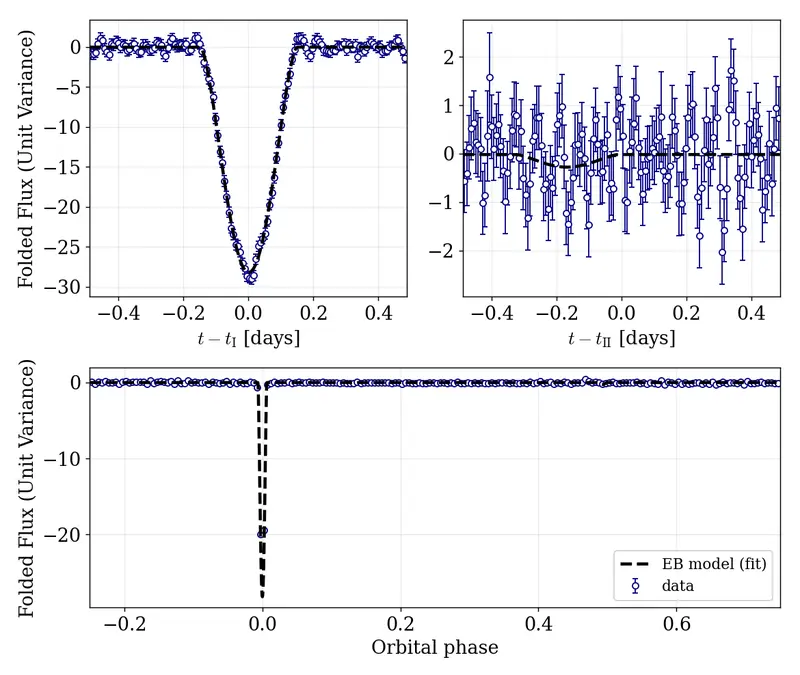 Folded Flux (Unit Variance)
0
−5
−10
−15
−20
−25
−30
−0.4 −0.2 0.0 0.2 0.4
t − tI [days]
2
1
0
−1
−2
−0.4 −0.2 0.0 0.2 0.4
t − tII [days]
Folded Flux (Unit Variance)
0
−10
−20
EB model (fit)
data
−0.2 0.0 0.2 0.4 0.6
Orbital phase